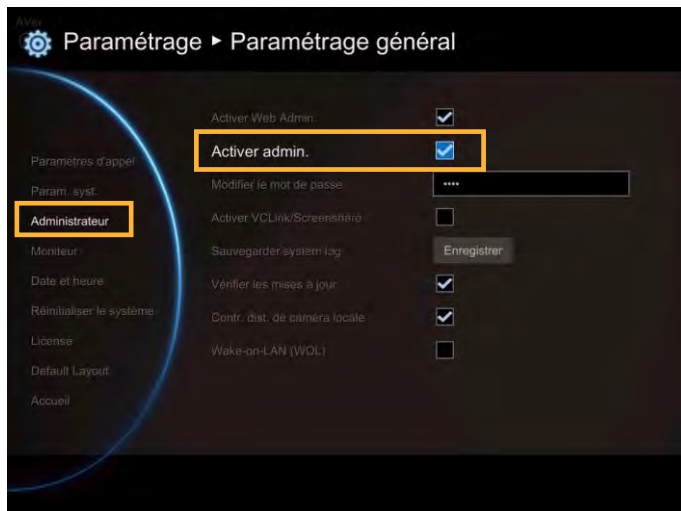 AVer
Paramétrage ► Paramétrage général
Activer Web Admin
Activer admin.
Modifier le mot de passe
••••
Activer VCLink/Screenshare
Sauvegarder system log
Enregistrer
Vérifier les mises à jour
Contr. dist. de caméra locale
Wake-on-LAN (WOL)
Paramètres d'appel
Param. syst.
Administrateur
Moniteur
Date et heure
Réinitialiser le système
License
Default Layout
Accueil